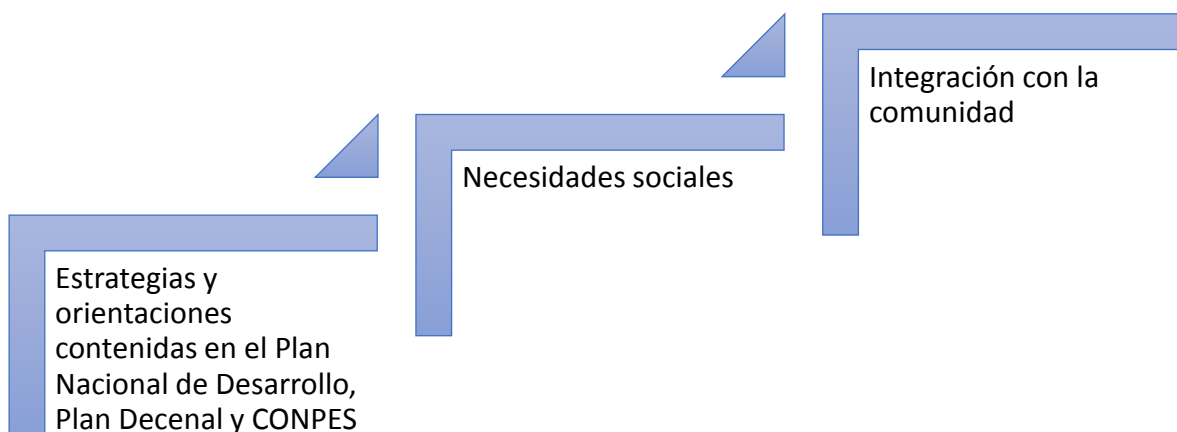 Integración con la
comunidad
Necesidades sociales
Estrategias y
orientaciones
contenidas en el Plan
Nacional de Desarrollo,
Plan Decenal y CONPES